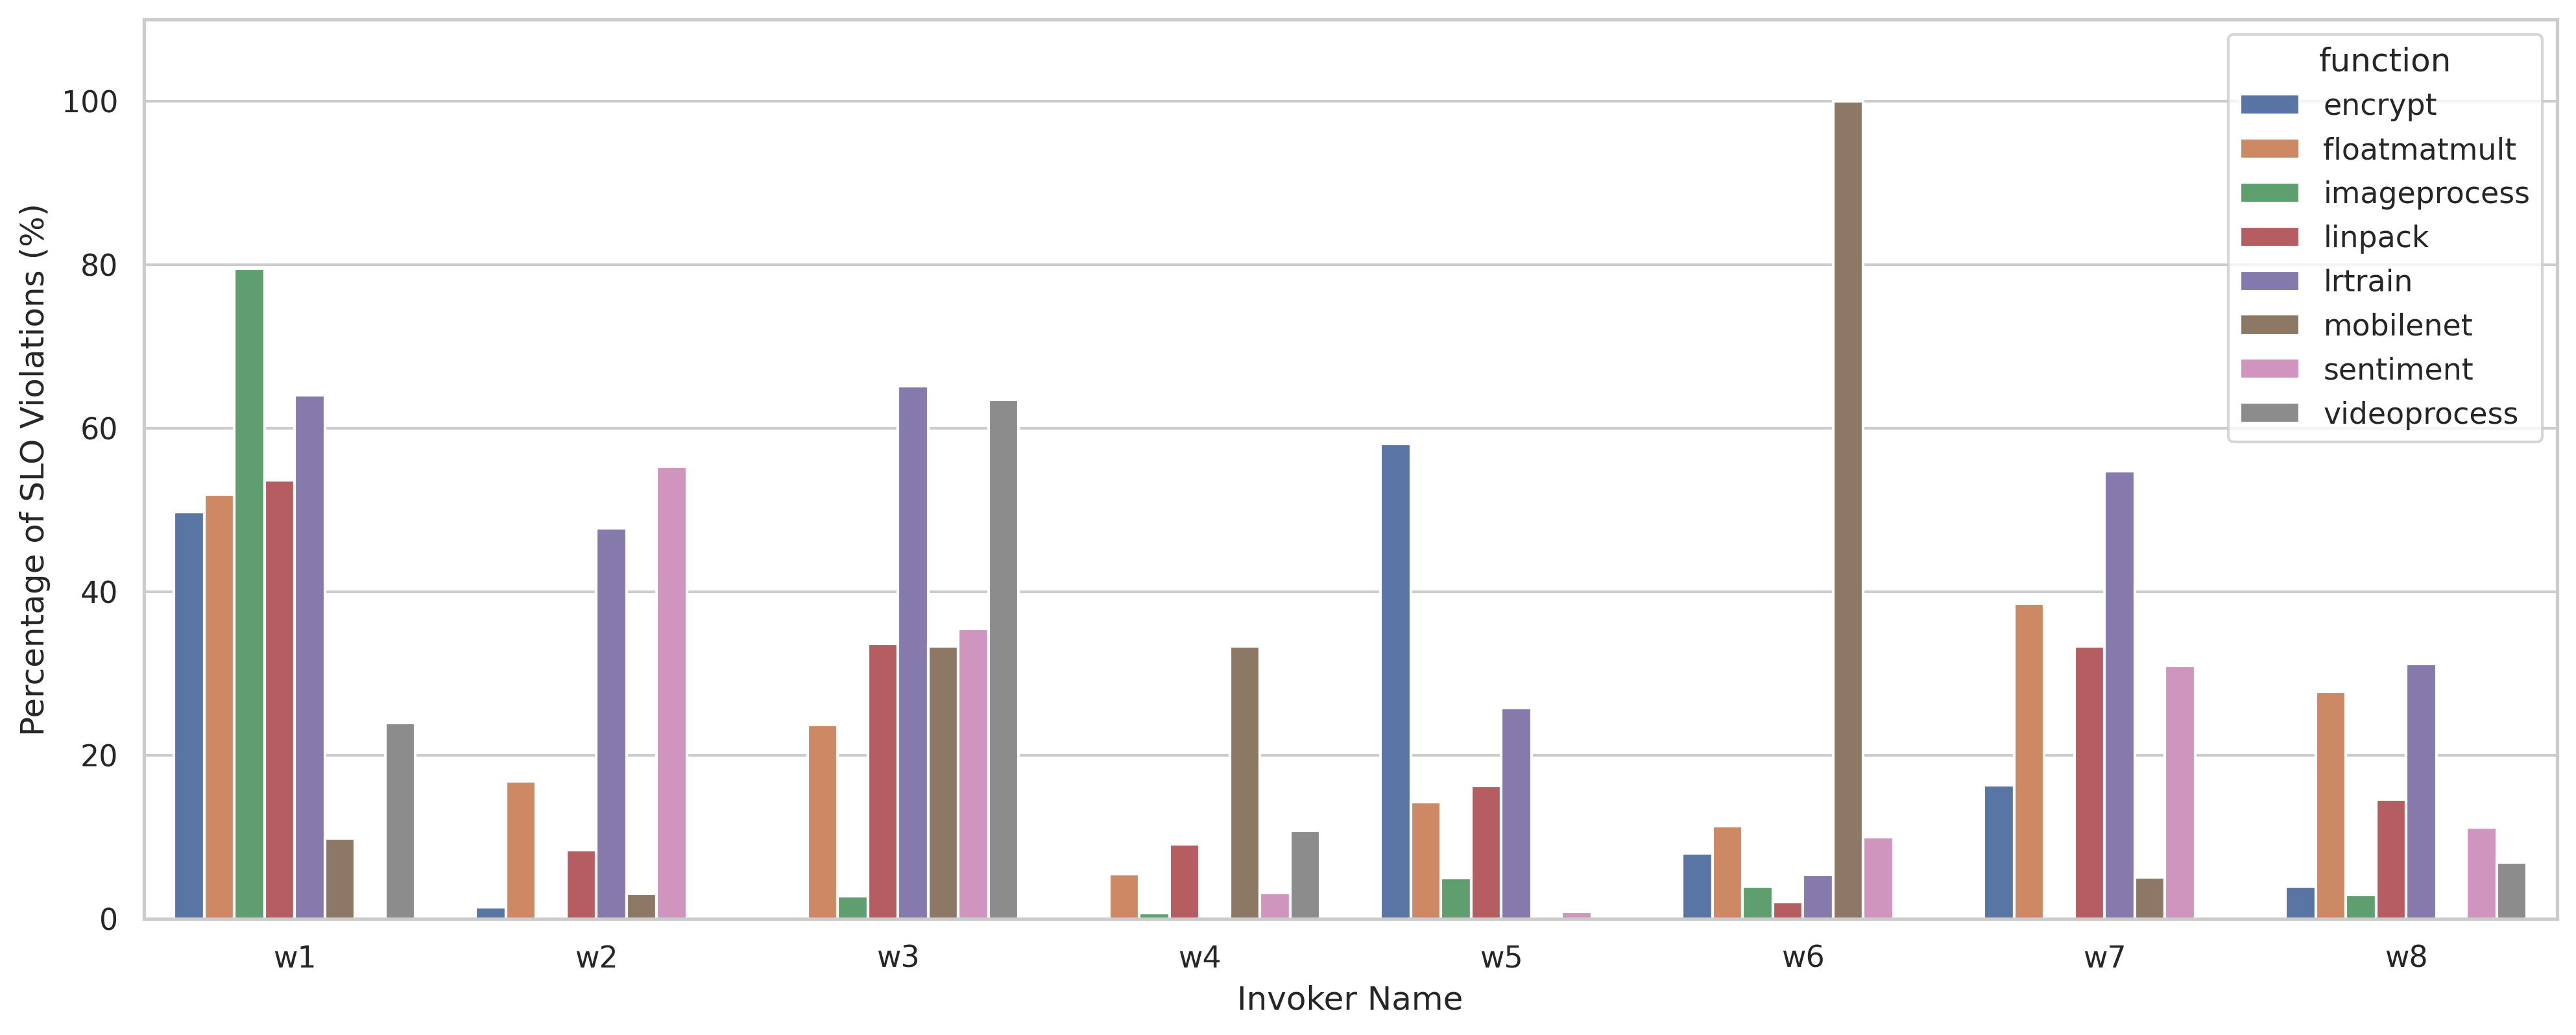 Percentage of SLO Violations (%)
100
80
60
40
20
0
function
encrypt
floatmatmult
imageprocess
linpack
lrtrain
mobilenet
sentiment
videoprocess
w1 w2 w3 w4 w5 w6 w7 w8
Invoker Name